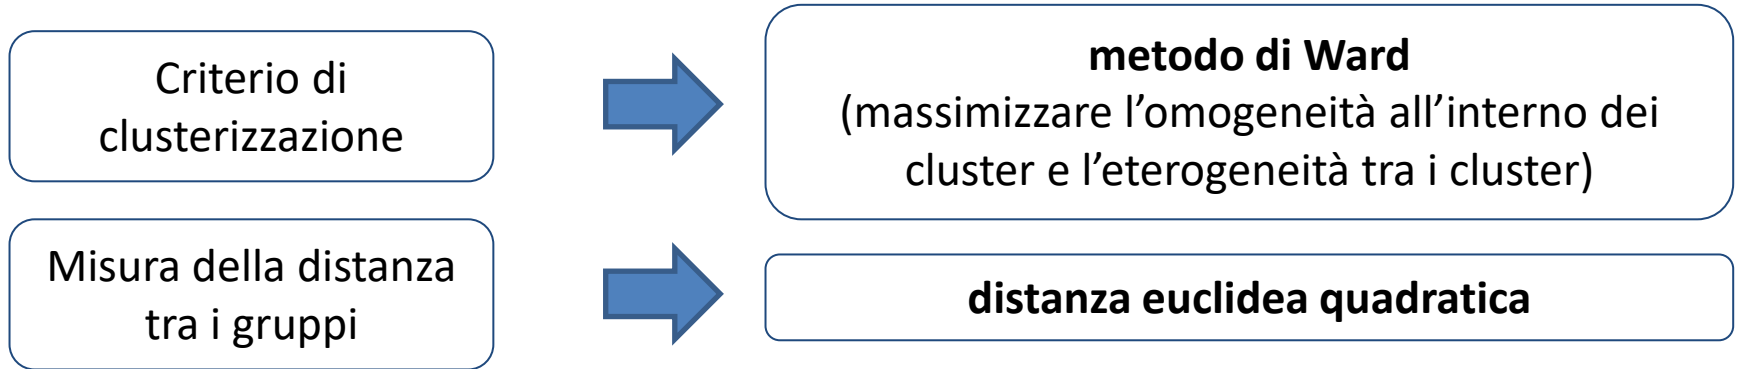 Criterio di
clusterizzazione
metodo di Ward
(massimizzare l’omogeneità all’interno dei
cluster e l’eterogeneità tra i cluster)
Misura della distanza
tra i gruppi
distanza euclidea quadratica